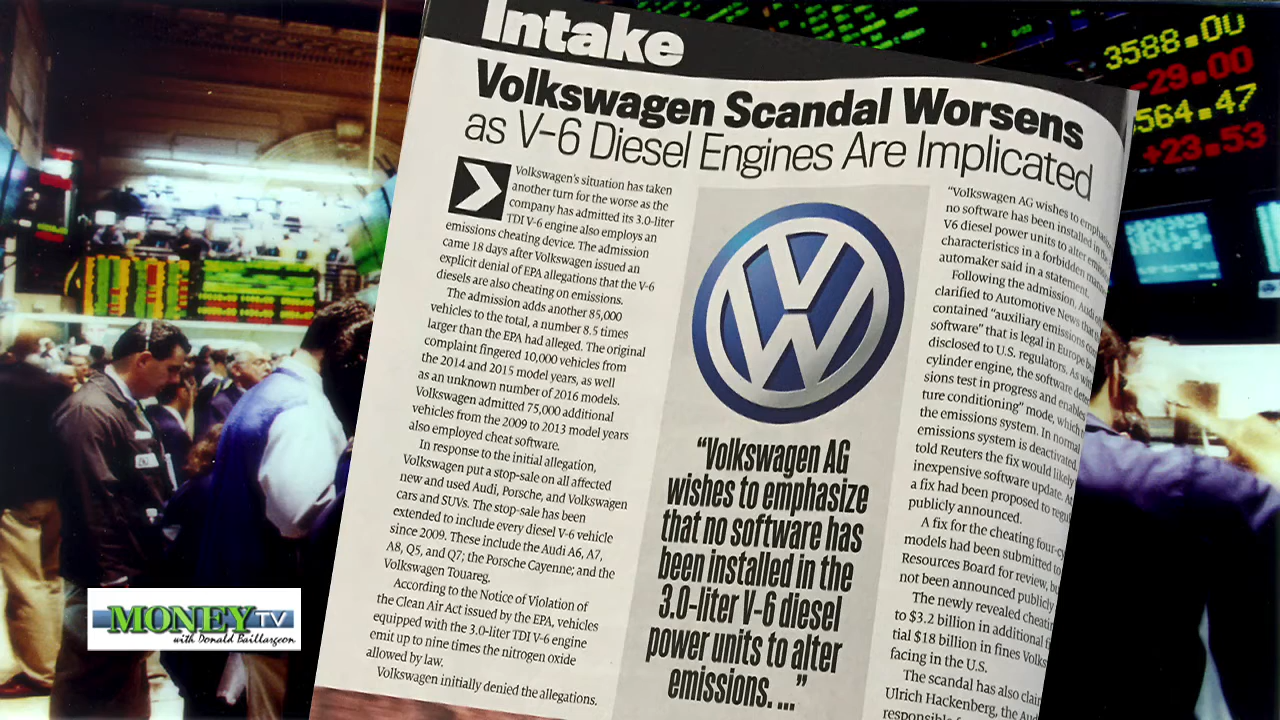 Intake
Volkswagen Scandal Worsens
as V-6 Diesel Engines Are Implicated
Volkswagen's situation has taken
another turn for the worse as the
company has admitted its 3.0-liter
TDI V-6 engine also employs an
emissions cheating device. The admission
came 18 days after Volkswagen issued an
explicit denial of EPA allegations that the V-6
diesels are also cheating on emissions.
The admission adds another 85,000
vehicles to the total, a number 8.5 times
larger than the EPA had alleged. The original
complaint fingered 10,000 vehicles from
the 2014 and 2015 model years, as well
as an unknown number of 2016 models.
Volkswagen admitted 75,000 additional
vehicles from the 2009 to 2013 model years
also employed cheat software.
In response to the initial allegation,
Volkswagen put a stop-sale on all affected
new and used Audi, Porsche, and Volkswagen
cars and SUVs. The stop-sale has been
extended to include every diesel V-6 vehicle
since 2009. These include the Audi A6, A7,
A8, Q5, and Q7; the Porsche Cayenne; and the
Volkswagen Touareg.
According to the Notice of Violation of
the Clean Air Act issued by the EPA, vehicles
equipped with the 3.0-liter TDI V-6 engine
emit up to nine times the nitrogen oxide
allowed by law.
Volkswagen initially denied the allegations.
"Volkswagen AG
wishes to emphasize
that no software has
been installed in the
3.0-liter V-6 diesel
power units to alter
emissions. ..."
"Volkswagen AG wishes to
no software has been installed in
V6 diesel power units to alter
characteristics in a forbidden
automaker said in a statement.
Following the admission, Audi
clarified to Automotive News that
contained "auxiliary emissions
software" that is legal in Europe
disclosed to U.S. regulators. As
cylinder engine, the software
sions test in progress and enables
ture conditioning" mode, which
the emissions system. In normal
emissions system is deactivated.
told Reuters the fix would likely
inexpensive software update.
a fix had been proposed to
publicly announced.
A fix for the cheating
models had been submitted to
Resources Board for review,
not been announced publicly
The newly revealed
to $3.2 billion in additional
tial $18 billion in fines
facing in the U.S.
The scandal has also
Ulrich Hackenberg, the
responsible
3588.00
-29.00
564.47
+23.53
MONEY TV
with Donald Baillargeon